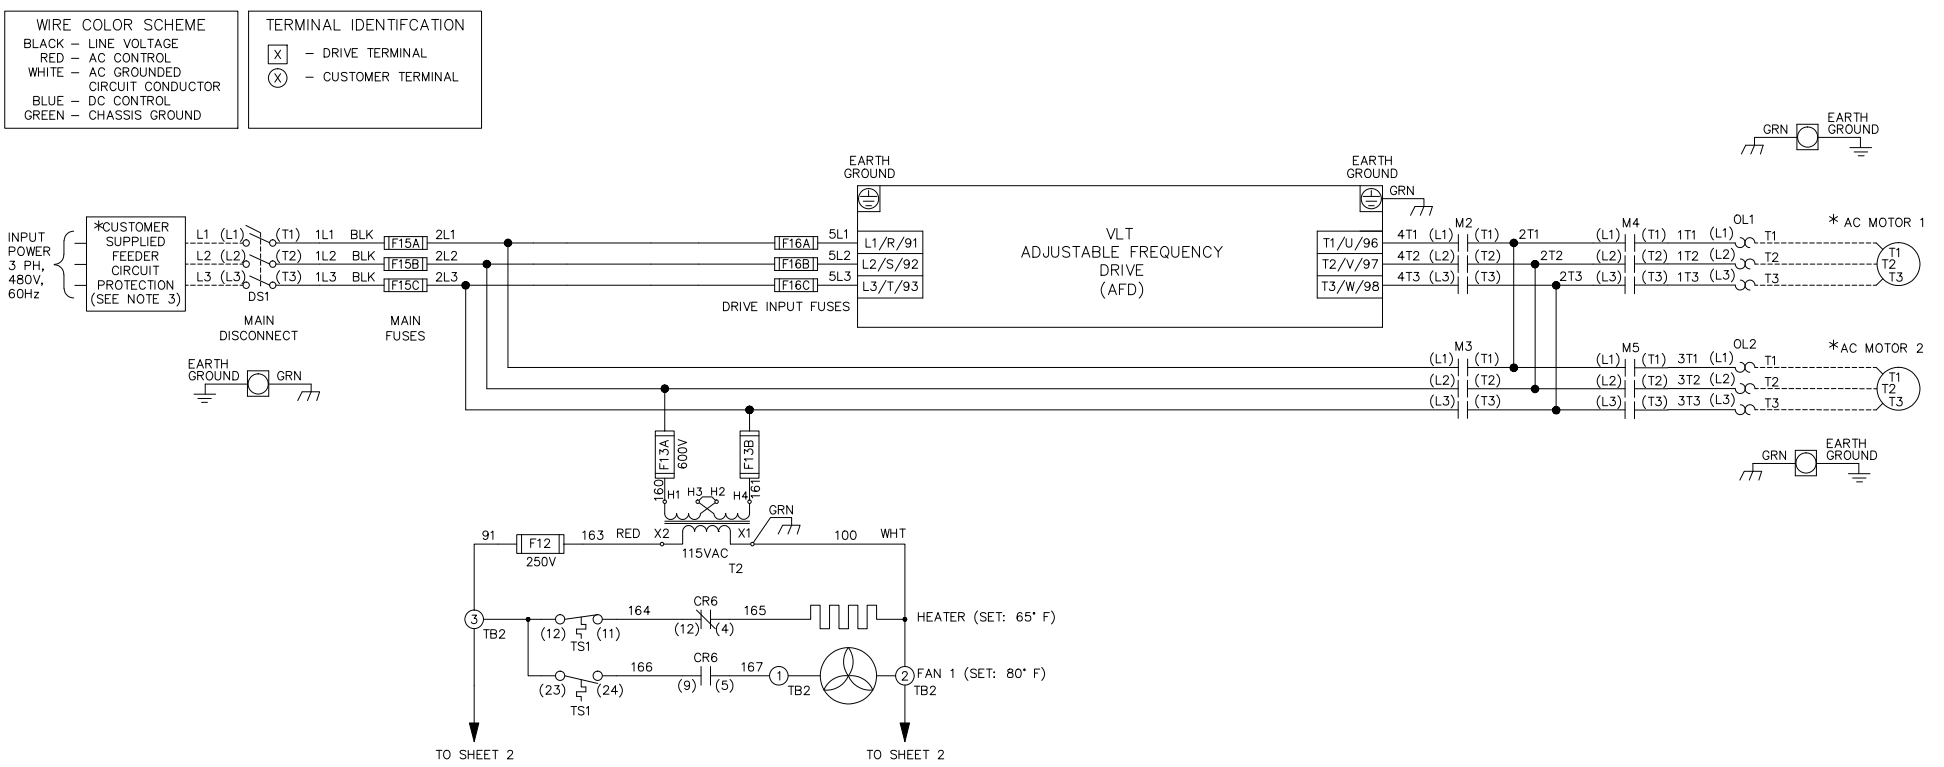 WIRE COLOR SCHEME
BLACK – LINE VOLTAGE
RED – AC CONTROL
WHITE – AC GROUNDED
CIRCUIT CONDUCTOR
BLUE – DC CONTROL
GREEN – CHASSIS GROUND
TERMINAL IDENTIFCATION
X – DRIVE TERMINAL
X – CUSTOMER TERMINAL
EARTH
GRN GROUND
EARTH
GROUND
EARTH
GROUND
GRN
INPUT
POWER
3 PH,
480V,
60Hz
*CUSTOMER
SUPPLIED
FEEDER
CIRCUIT
PROTECTION
(SEE NOTE 3)
L1 (L1) (T1) 1L1 BLK F15A 2L1
L2 (L2) (T2) 1L2 BLK F15B 2L2
L3 (L3) (T3) 1L3 BLK F15C 2L3
DS1
MAIN
DISCONNECT
MAIN
FUSES
F16A 5L1 L1/R/91
F16B 5L2 L2/S/92
F16C 5L3 L3/T/93
DRIVE INPUT FUSES
VLT
ADJUSTABLE FREQUENCY
DRIVE
(AFD)
M2 M4 OL1 * AC MOTOR 1
T1/U/96 4T1 (L1) (T1) 2T1 (L1) (T1) 1T1 (L1) T1
T2/V/97 4T2 (L2) (T2) 2T2 (L2) (T2) 1T2 (L2) T2
T3/W/98 4T3 (L3) (T3) 2T3 (L3) (T3) 1T3 (L3) T3
T1
T2
T3
M3 M5 OL2 * AC MOTOR 2
(L1) (T1) (L1) (T1) 3T1 (L1) T1
(L2) (T2) (L2) (T2) 3T2 (L2) T2
(L3) (T3) (L3) (T3) 3T3 (L3) T3
T1
T2
T3
EARTH
GROUND GRN
EARTH
GRN GROUND
F13A
600V
F13B
160
161
H1 H3 H2 H4
GRN
91 F12 163 RED X2 X1 100 WHT
250V
115VAC
T2
3
TB2
(12) (11)
TS1
164
CR6
(12) (4)
165
HEATER (SET: 65° F)
(23) (24)
TS1
166
CR6
(9) (5)
167
1
TB2
2
TB2
FAN 1 (SET: 80° F)
TO SHEET 2
TO SHEET 2